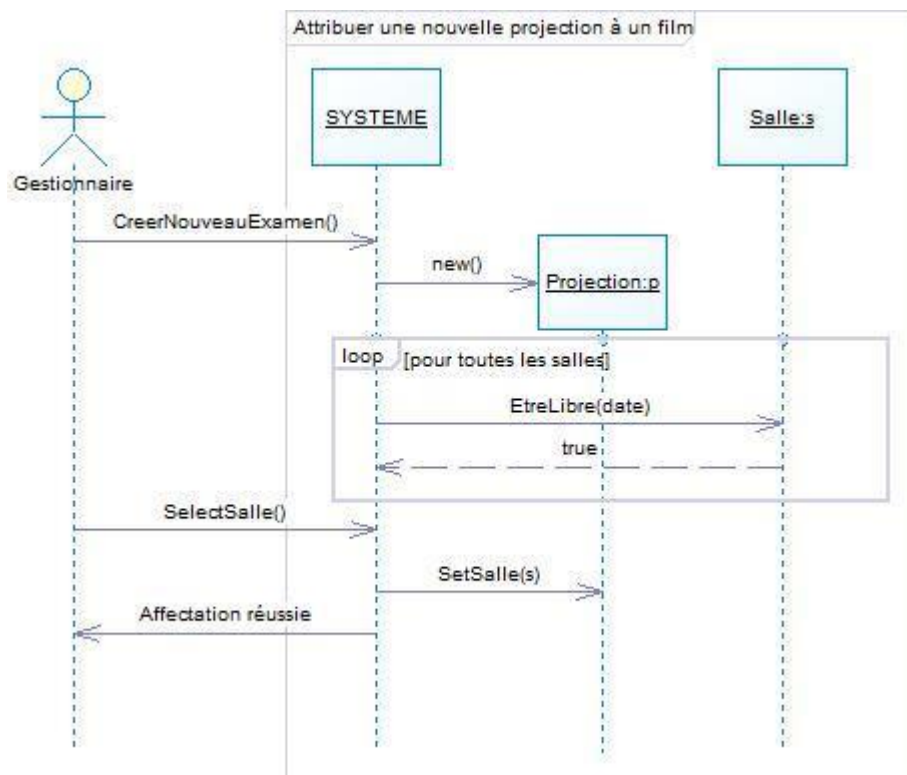 Attribuer une nouvelle projection à un film
SYSTEME
Salle:s
Gestionnaire
CreerNouveauExamen()
new()
Projection:p
loop
[pour toutes les salles]
EtreLibre(date)
true
SelectSalle()
SetSalle(s)
Affectation réussie